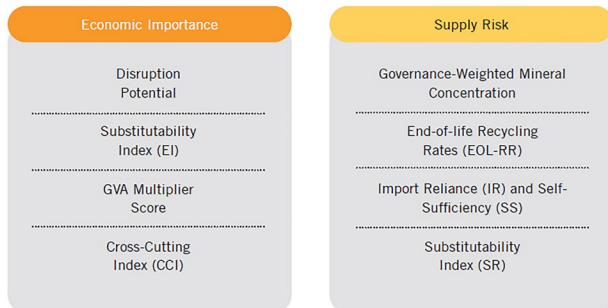 Economic Importance
Disruption
Potential
Substitutability
Index (EI)
GVA Multiplier
Score
Cross-Cutting
Index (CCI)
Supply Risk
Governance-Weighted Mineral
Concentration
End-of-life Recycling
Rates (EOL-RR)
Import Reliance (IR) and Self-
Sufficiency (SS)
Substitutability
Index (SR)